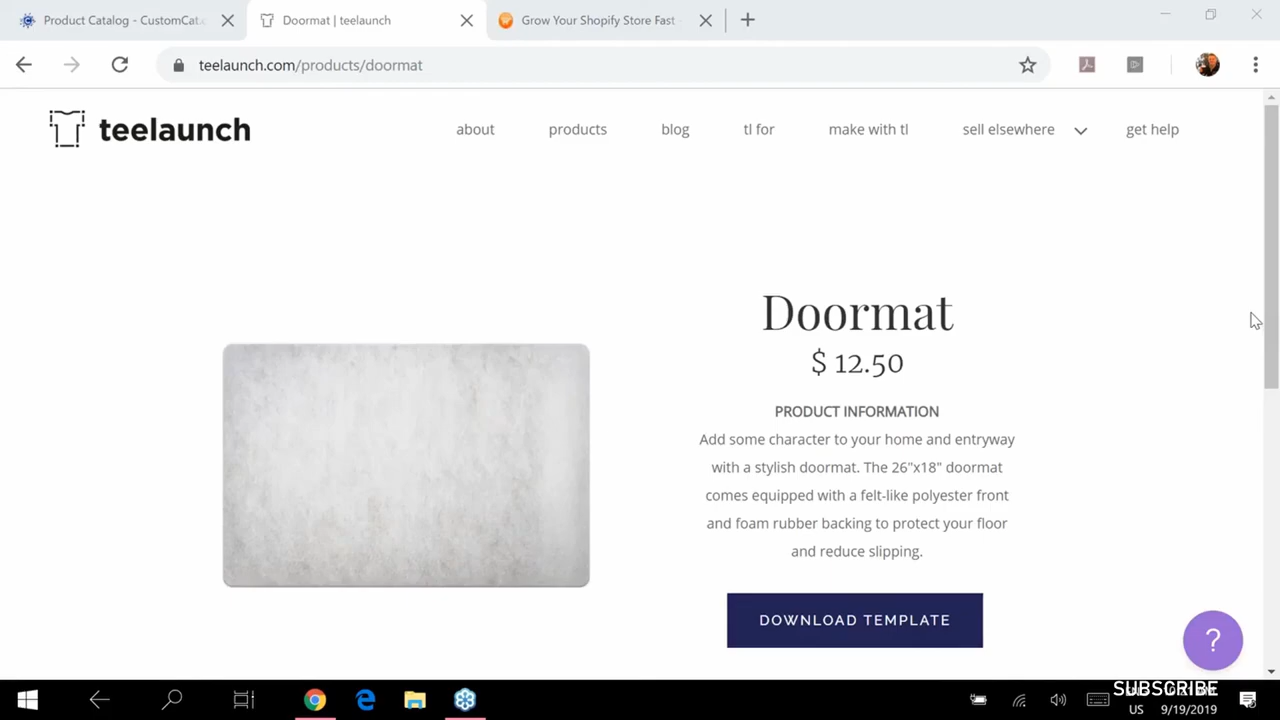 Product Catalog - CustomCat.c
Doormat | teelaunch
Grow Your Shopify Store Fast -
teelaunch.com/products/doormat
teelaunch
about
products
blog
tl for
make with tl
sell elsewhere
get help
Doormat
$ 12.50
PRODUCT INFORMATION
Add some character to your home and entryway
with a stylish doormat. The 26"x18" doormat
comes equipped with a felt-like polyester front
and foam rubber backing to protect your floor
and reduce slipping.
DOWNLOAD TEMPLATE
?
SUBSCRIBE
US
9/19/2019